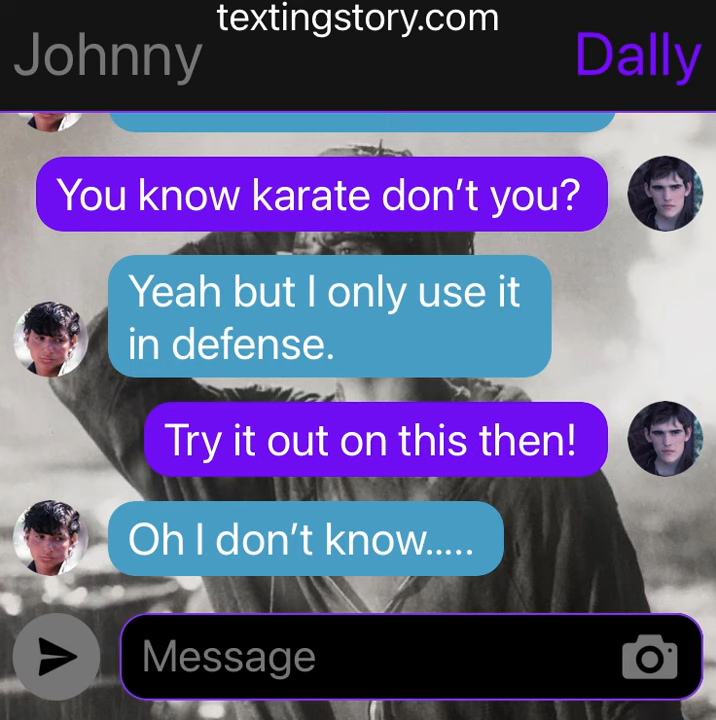 textingstory.com
Johnny
Dally
You know karate don’t you?
Yeah but I only use it
in defense.
Try it out on this then!
Oh I don’t know.....
Message